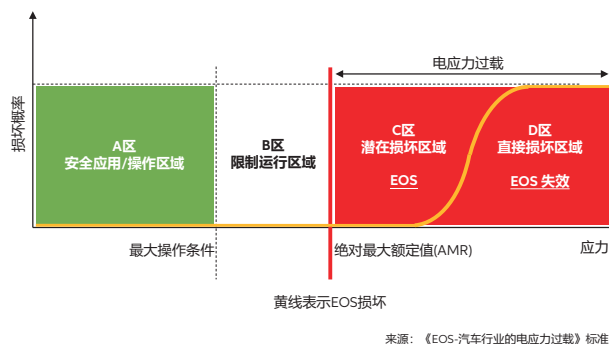 电应力过载
损坏概率
A区
安全应用/操作区域
B区
限制运行区域
C区
潜在损坏区域
EOS
D区
直接损坏区域
EOS 失效
最大操作条件
绝对最大额定值(AMR)
应力
黄线表示EOS损坏
来源：《EOS-汽车行业的电应力过载》标准